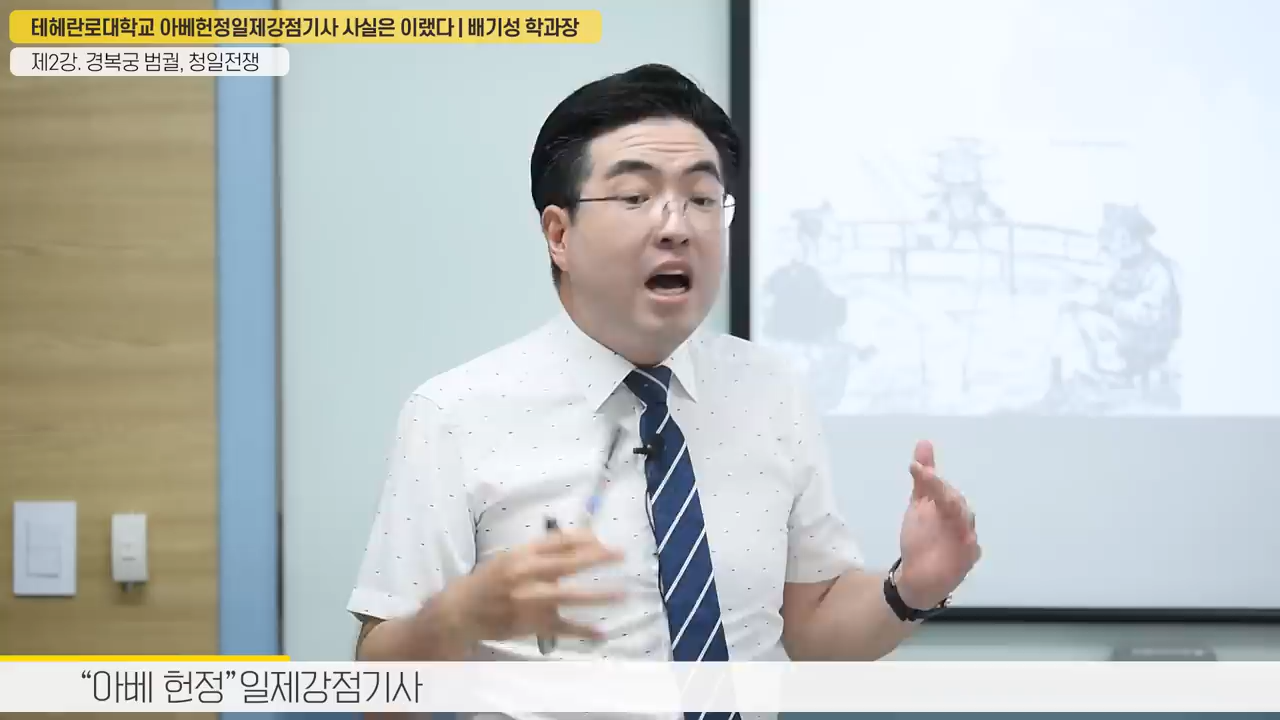 테헤란로대학교 아베헌정일제강점기사 사실은 이랬다 | 배기성 학과장
제2강. 경복궁 범궐, 청일전쟁
“아베 헌정”일제강점기사